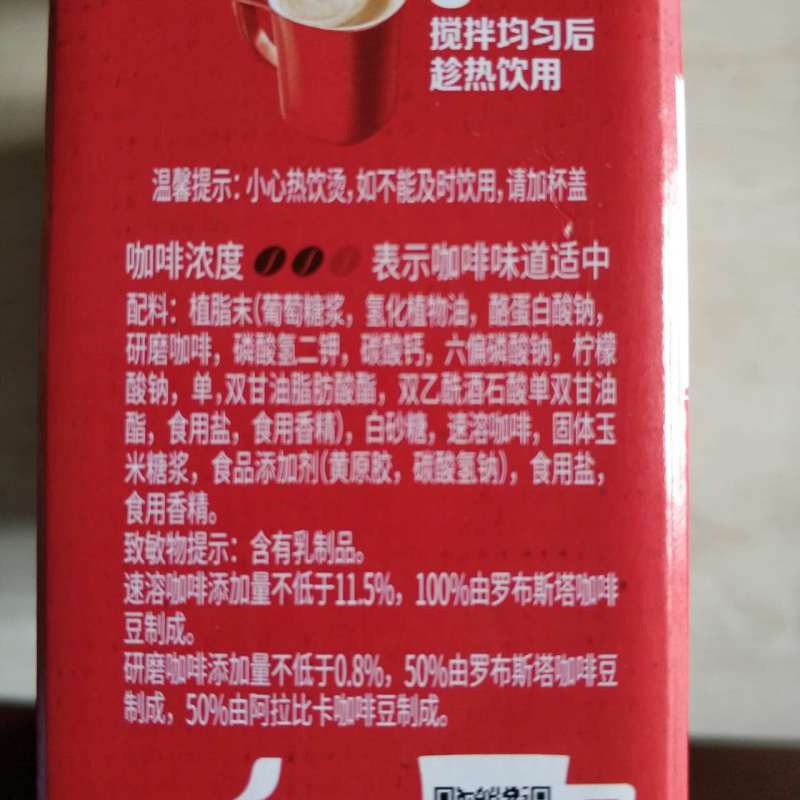 搅拌均匀后
趁热饮用
温馨提示：小心热饮烫，如不能及时饮用，请加杯盖
咖啡浓度 表示咖啡味道适中
配料：植脂末（葡萄糖浆，氢化植物油，酪蛋白酸钠，
研磨咖啡，磷酸氢二钾，碳酸钙，六偏磷酸钠，柠檬
酸钠，单，双甘油脂肪酸酯，双乙酰酒石酸单双甘油
酯，食用盐，食用香精），白砂糖，速溶咖啡，固体玉
米糖浆，食品添加剂（黄原胶，碳酸氢钠），食用盐，
食用香精。
致敏物提示：含有乳制品。
速溶咖啡添加量不低于11.5%，100%由罗布斯塔咖啡
豆制成。
研磨咖啡添加量不低于0.8%，50%由罗布斯塔咖啡豆
制成，50%由阿拉比卡咖啡豆制成。